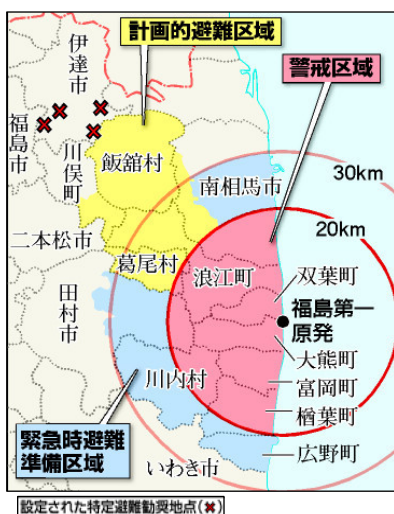 計画的避難区域
伊達市
警戒区域
福島市
川俣町
飯舘村
南相馬市
30km
20km
二本松市
葛尾村
浪江町
双葉町
田村市
福島第一
原発
大熊町
川内村
富岡町
楢葉町
緊急時避難
準備区域
いわき市
広野町
設定された特定避難勧奨地点(✖)